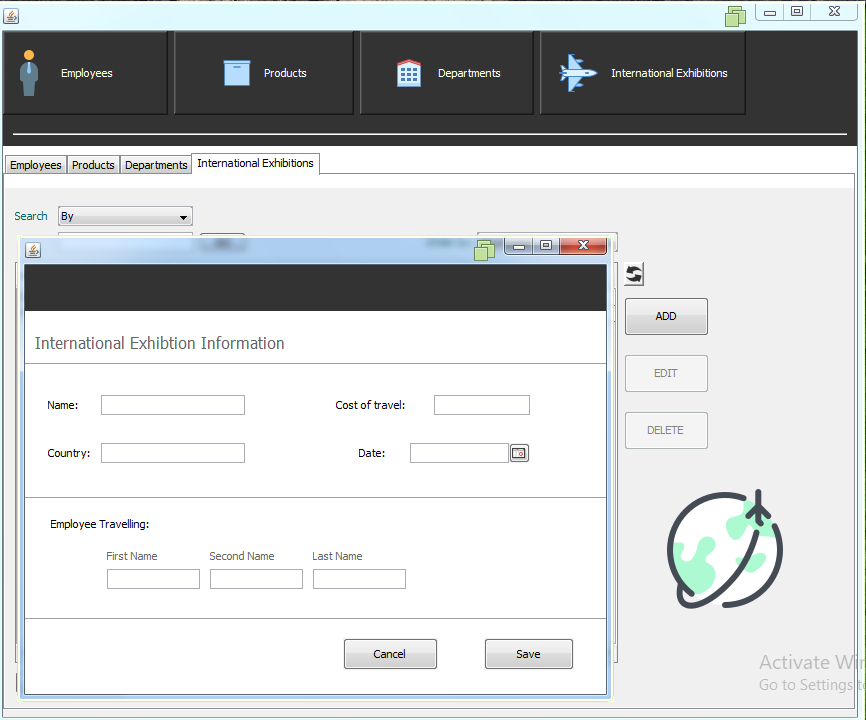 Employees
Products
Departments
International Exhibitions
Employees
Products
Departments
International Exhibitions
Search
By
International Exhibtion Information
Name:
Cost of travel:
Country:
Date:
Employee Travelling:
First Name
Second Name
Last Name
Cancel
Save
ADD
EDIT
DELETE
Activate Win
Go to Settings to